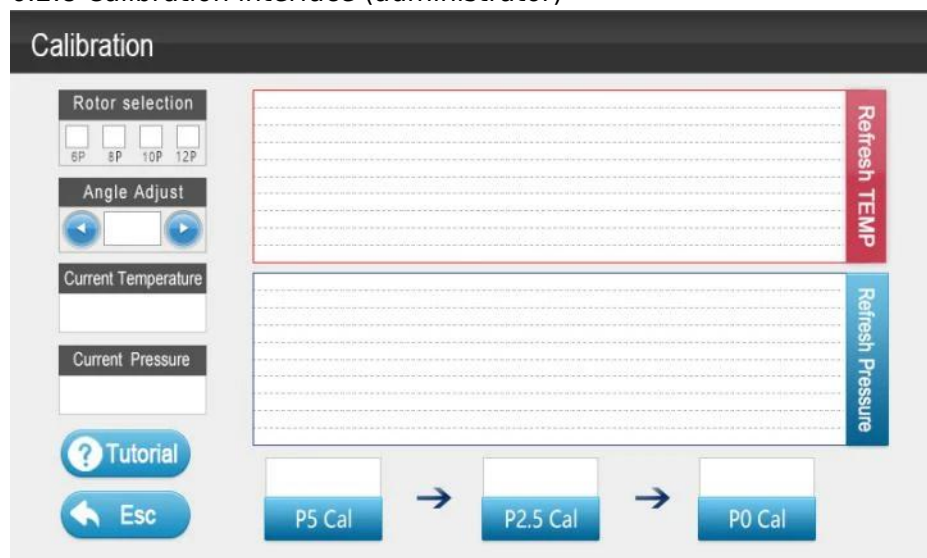 Calibration
Rotor selection
6P 8P 10P 12P
Angle Adjust
Current Temperature
Current Pressure
Tutorial
Esc
Refresh TEMP
Refresh Pressure
P5 Cal
P2.5 Cal
P0 Cal